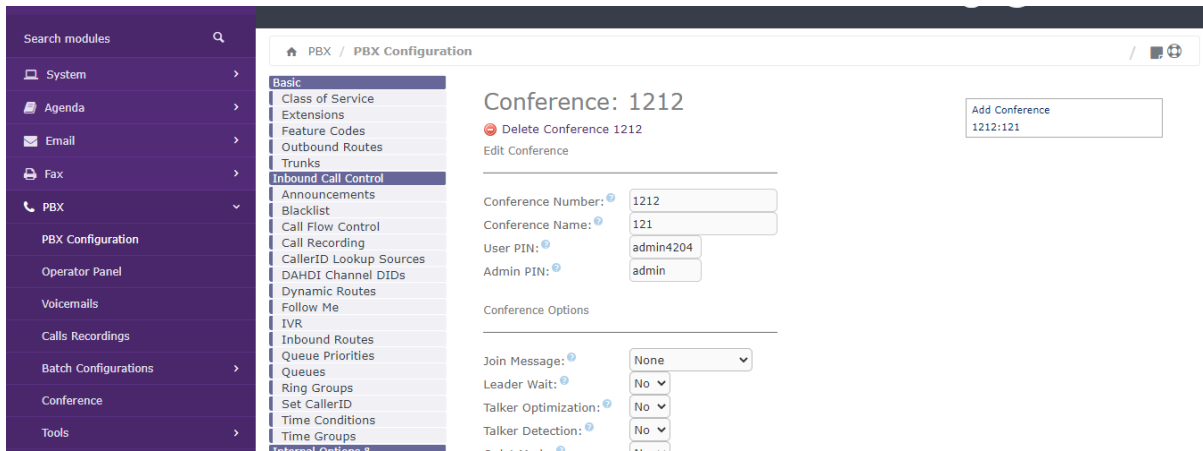 Search modules
System
Agenda
Email
Fax
PBX
PBX Configuration
Operator Panel
Voicemails
Calls Recordings
Batch Configurations
Conference
Tools
PBX / PBX Configuration
/
Basic
Class of Service
Extensions
Feature Codes
Outbound Routes
Trunks
Inbound Call Control
Announcements
Blacklist
Call Flow Control
Call Recording
CallerID Lookup Sources
DAHDI Channel DIDs
Dynamic Routes
Follow Me
IVR
Inbound Routes
Queue Priorities
Queues
Ring Groups
Set CallerID
Time Conditions
Time Groups
Internal Options &
Conference: 1212
Delete Conference 1212
Edit Conference
Conference Number: 1212
Conference Name: 121
User PIN: admin4204
Admin PIN: admin
Conference Options
Join Message: None
Leader Wait: No
Talker Optimization: No
Talker Detection: No
Add Conference
1212:121